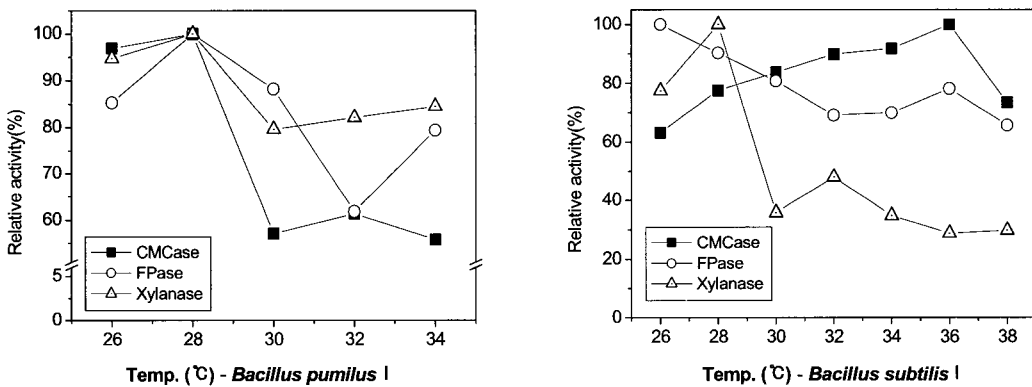 Relative activity(%)
100
90
80
70
60
5
0
CMCase
FPase
Xylanase
26 28 30 32 34
Temp. (℃) - Bacillus pumilus I
Relative activity(%)
100
80
60
40
20
0
CMCase
FPase
Xylanase
26 28 30 32 34 36 38
Temp. (℃) - Bacillus subtilis I